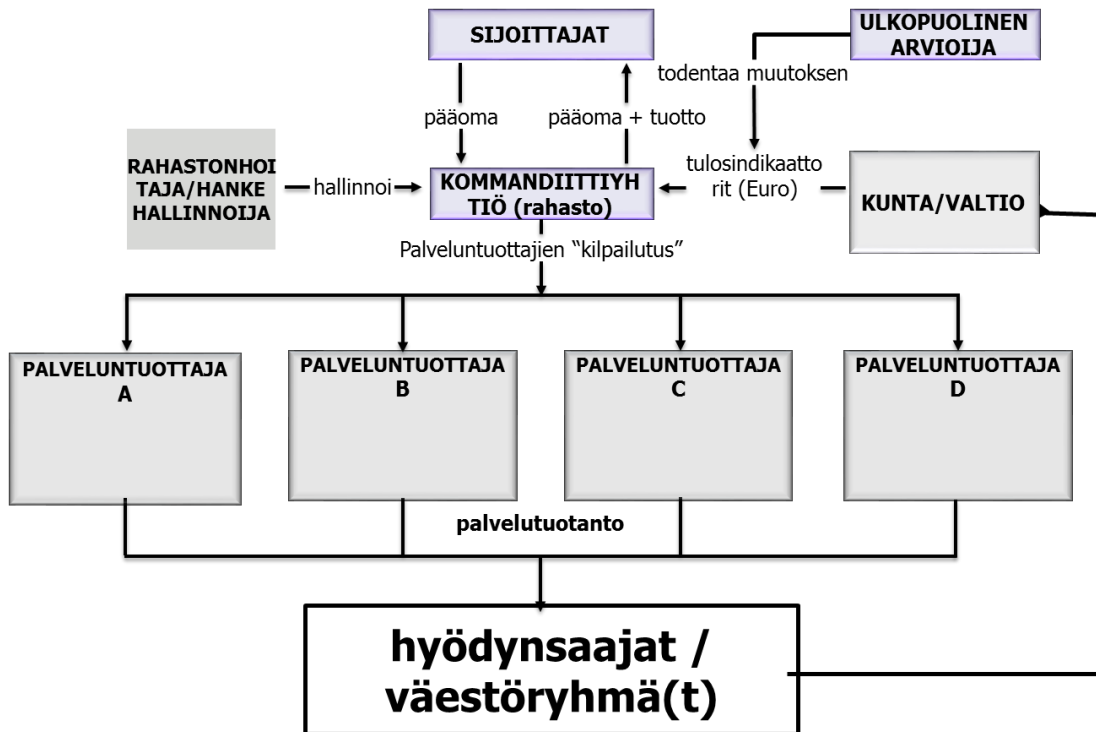 SIJOITTAJAT
ULKOPUOLINEN
ARVIOIJA
todentaa muutoksen
pääoma
pääoma + tuotto
RAHASTONHOI
TAJA/HANKE
HALLINNOIJA
hallinnoi
KOMMANDIITTIYH
TIÖ (rahasto)
tulosindikaatto
rit (Euro)
KUNTA/VALTIO
Palveluntuottajien “kilpailutus”
PALVELUNTUOTTAJA
A
PALVELUNTUOTTAJA
B
PALVELUNTUOTTAJA
C
PALVELUNTUOTTAJA
D
palvelutuotanto
hyödynsaajat /
väestöryhmä(t)